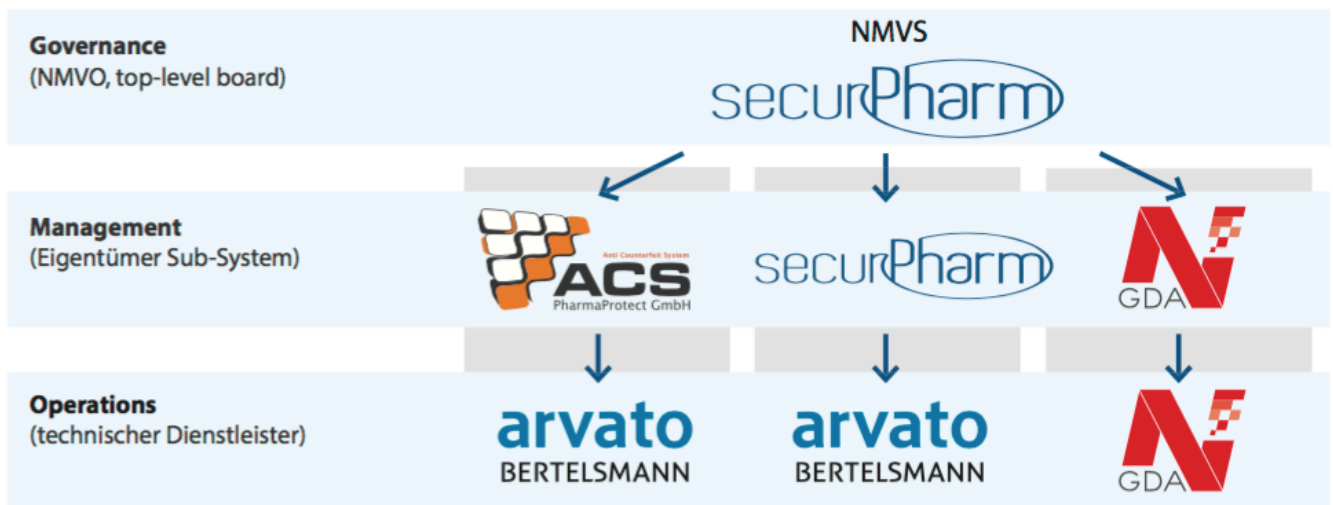 Governance
(NMVO, top-level board)
NMVS
securPharm
Management
(Eigentümer Sub-System)
Anti Counterfeit System
ACS
PharmaProtect GmbH
securPharm
N
GDA
Operations
(technischer Dienstleister)
arvato
BERTELSMANN
arvato
BERTELSMANN
N
GDA